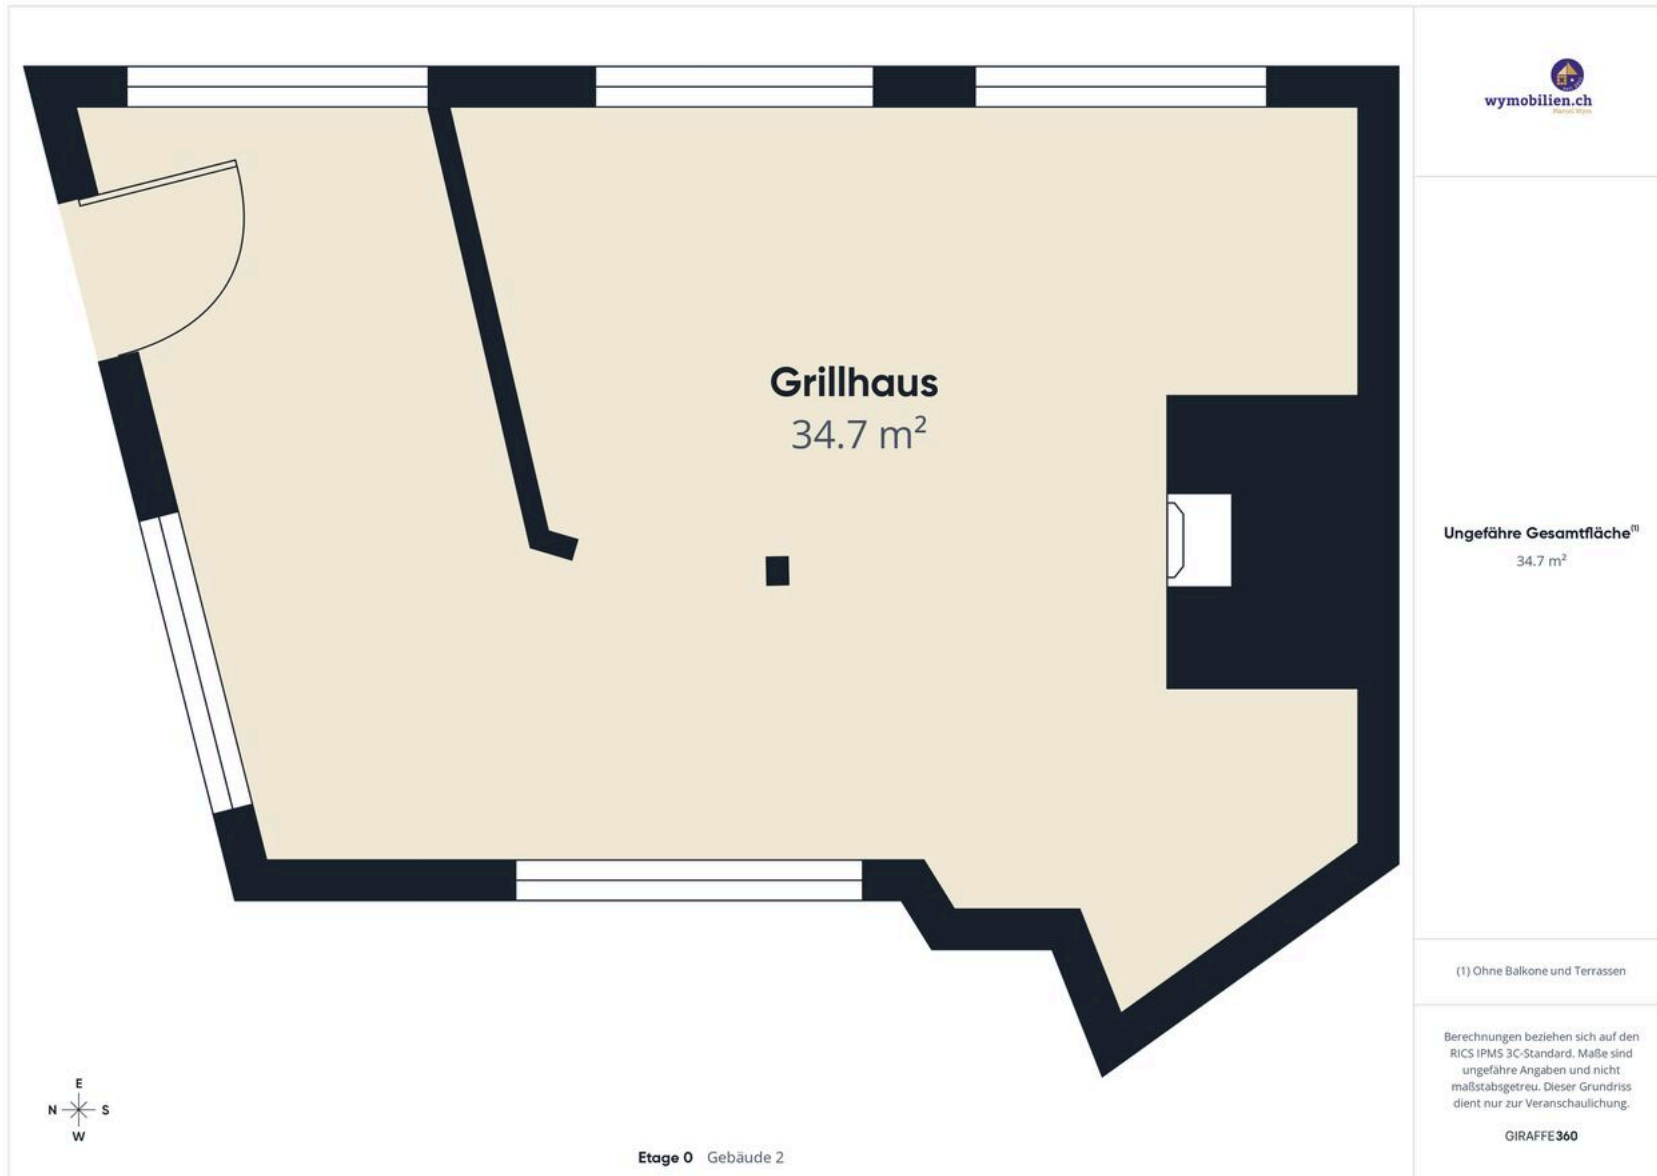 wymobilien.ch
Marcel Wyss
Grillhaus
34.7 m²
Ungefähre Gesamtfläche(1)
34.7 m²
(1) Ohne Balkone und Terrassen
Berechnungen beziehen sich auf den
RICS IPMS 3C-Standard. Maße sind
ungefähre Angaben und nicht
maßstabsgetreu. Dieser Grundriss
dient nur zur Veranschaulichung.
GIRAFFE360
E
N S
W
Etage 0 Gebäude 2